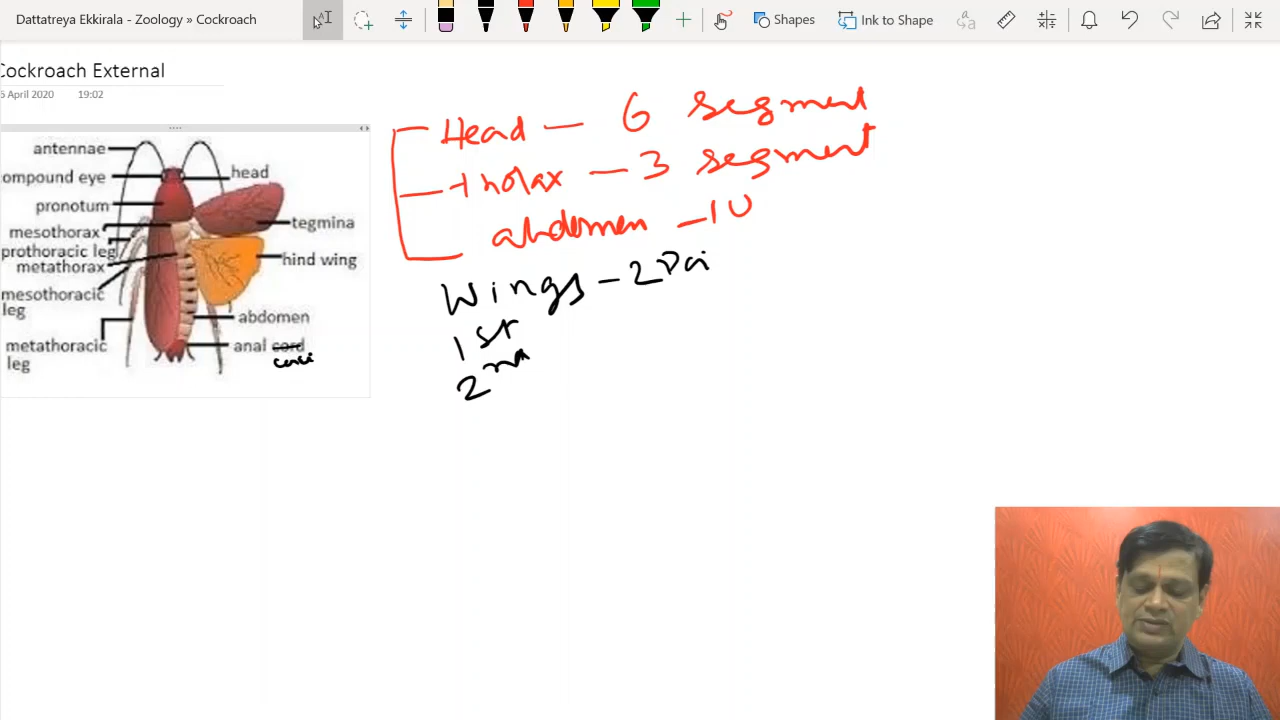 Dattatreya Ekkirala - Zoology » Cockroach
Shapes
Ink to Shape
Cockroach External
April 2020 19:02
antennae
compound eye
head
pronotum
tegmina
mesothorax
prothoracic leg
metathorax
hind wing
mesothoracic
leg
abdomen
metathoracic
leg
anal cord
cerci
Head - 6 segment
Thorax - 3 segment
abdomen - 10
Wings - 2 Pai
1st
2nd